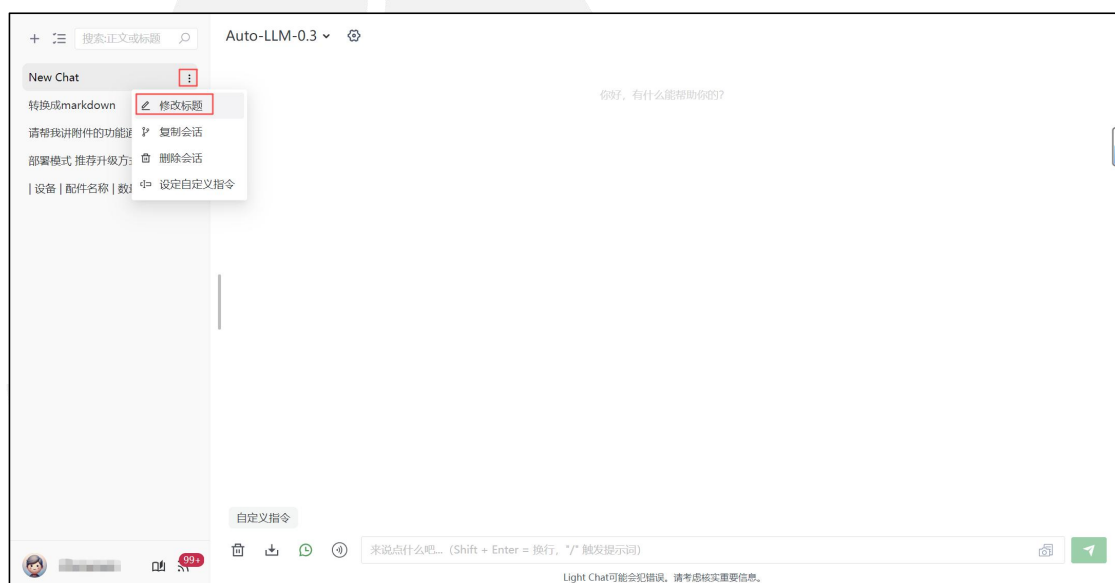 搜索:正文或标题
Auto-LLM-0.3
New Chat
你好，有什么能帮助你的?
转换成markdown
修改标题
请帮我讲附件的功能
复制会话
部署模式 推荐升级方
删除会话
| 设备 | 配件名称 | 数
设定自定义指令
自定义指令
来说点什么吧...（Shift + Enter = 换行，"/" 触发提示词）
99+
Light Chat可能会犯错误。请考虑核实重要信息。